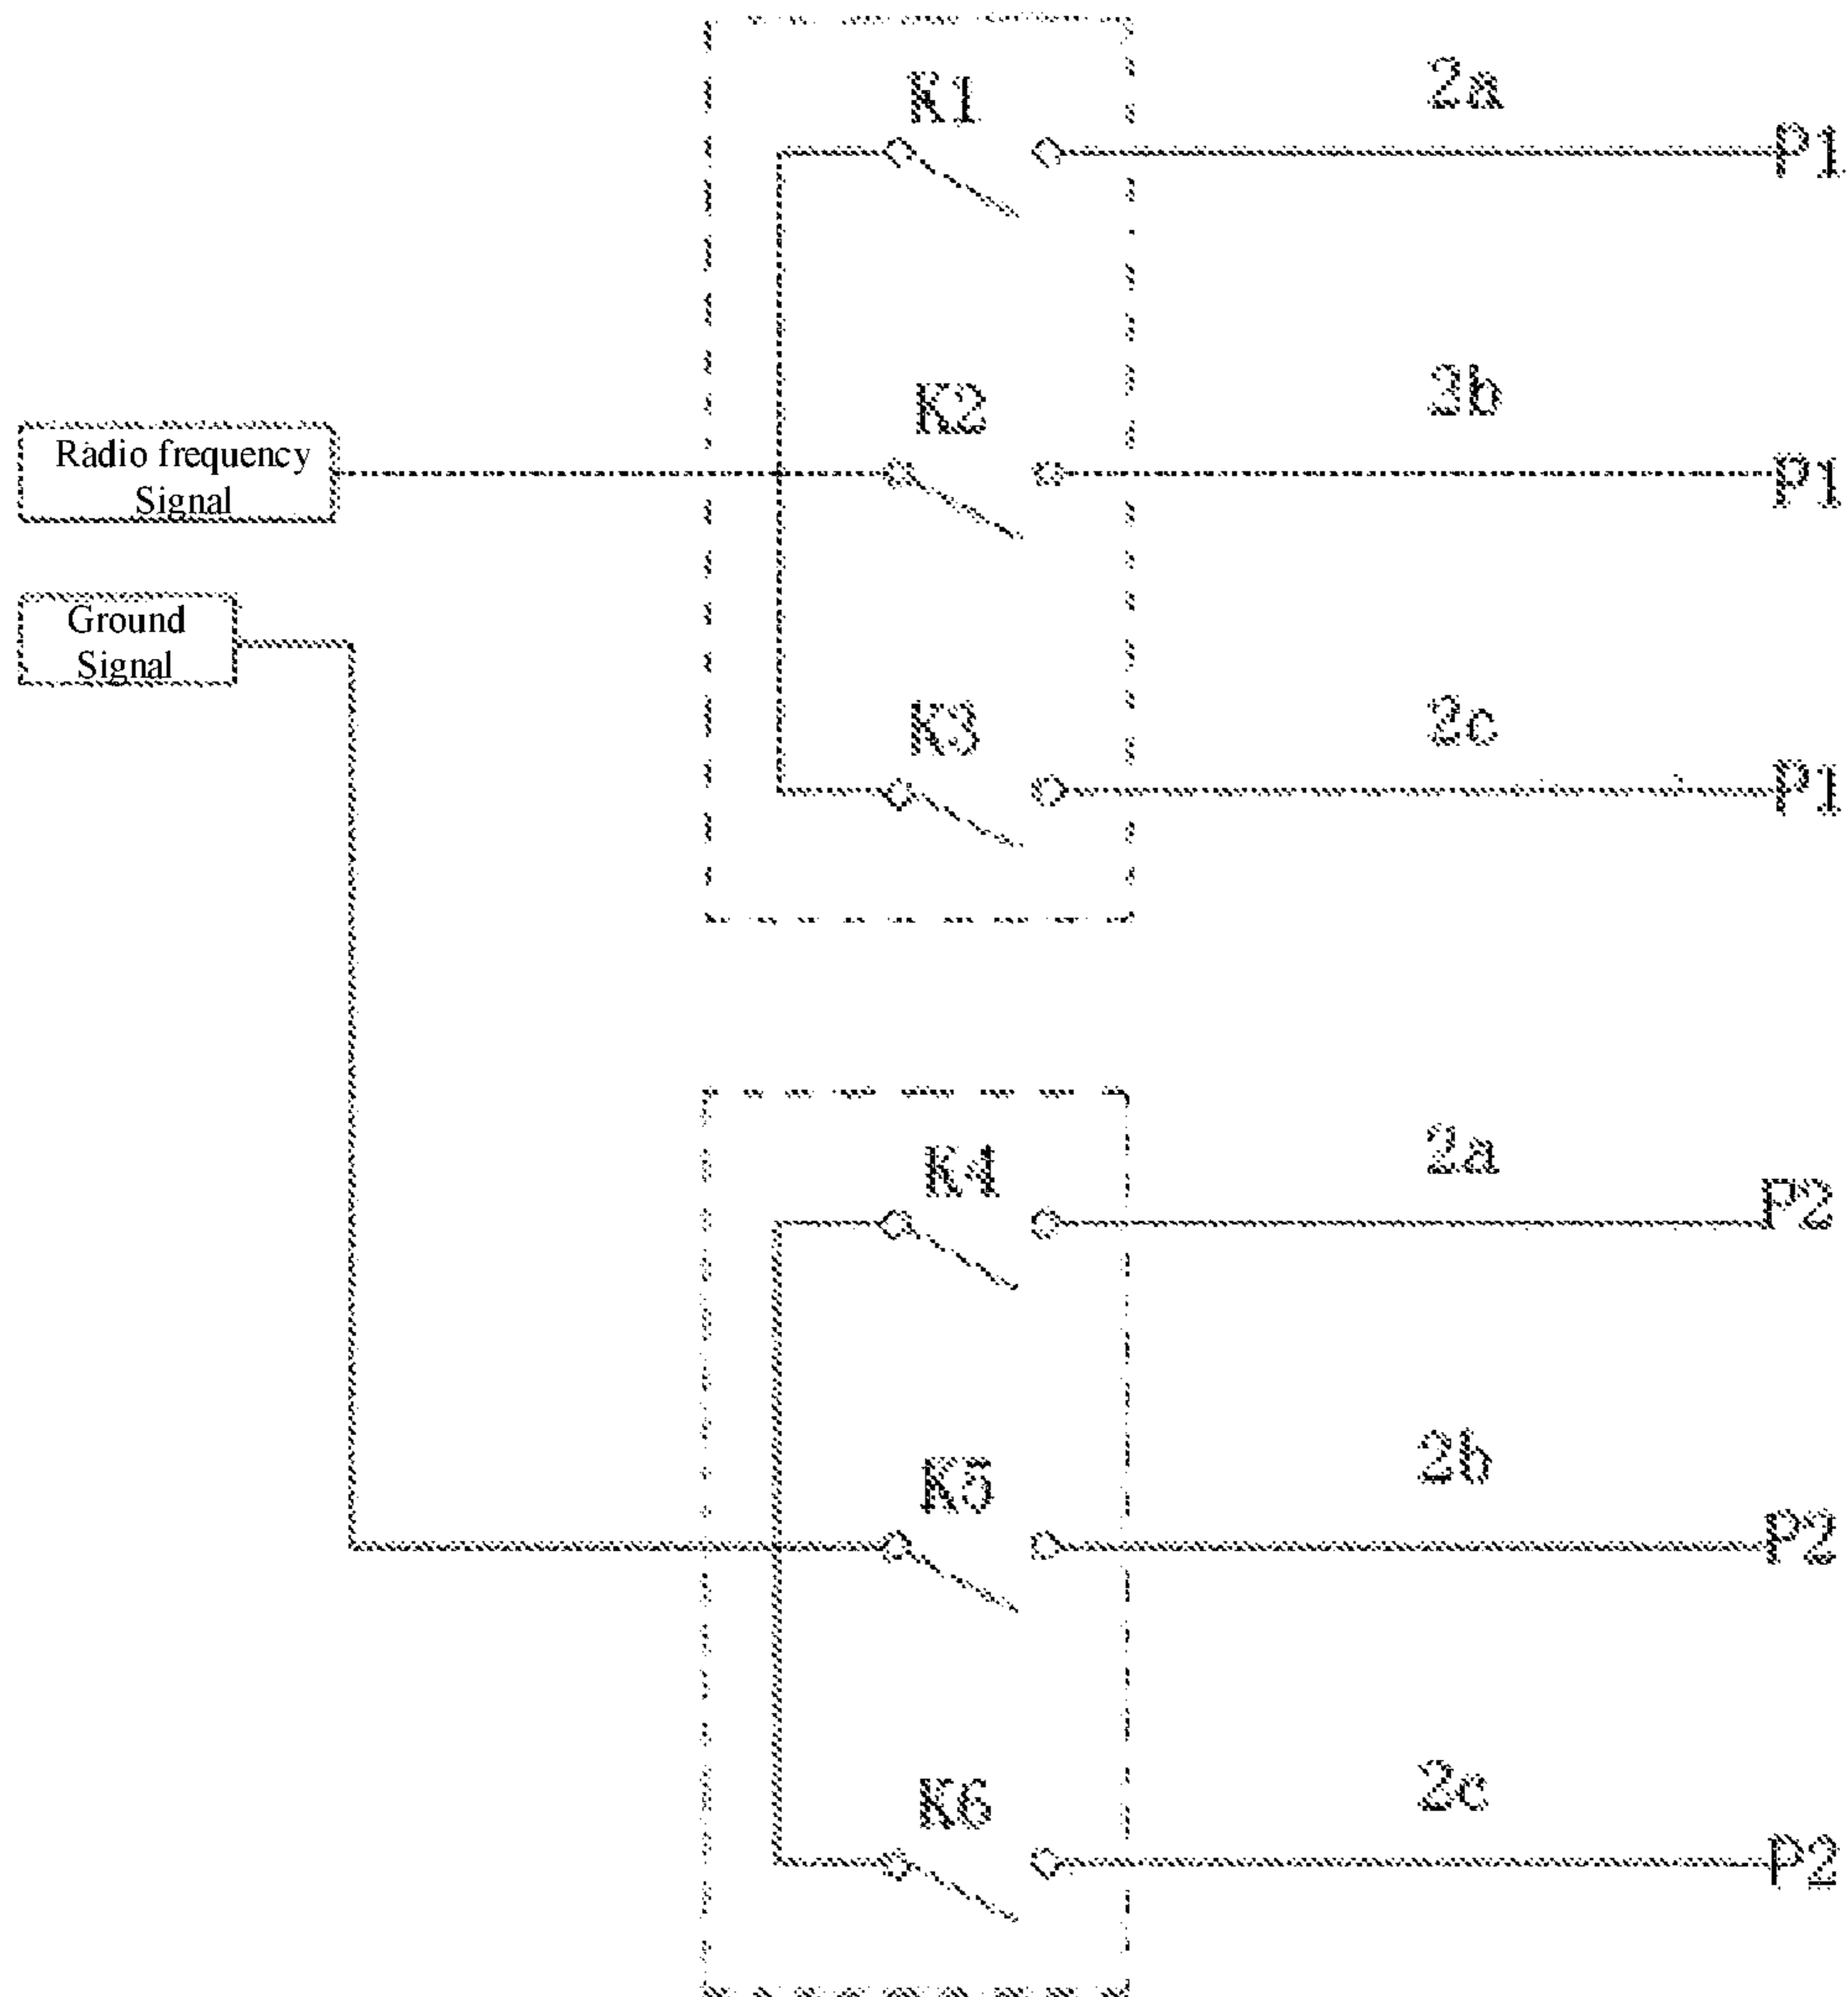 K1
2a
P1
K2
2b
P1
Radio frequency
Signal
Ground
Signal
K3
2c
P1
K4
2a
P2
K5
2b
P2
K6
2c
P2